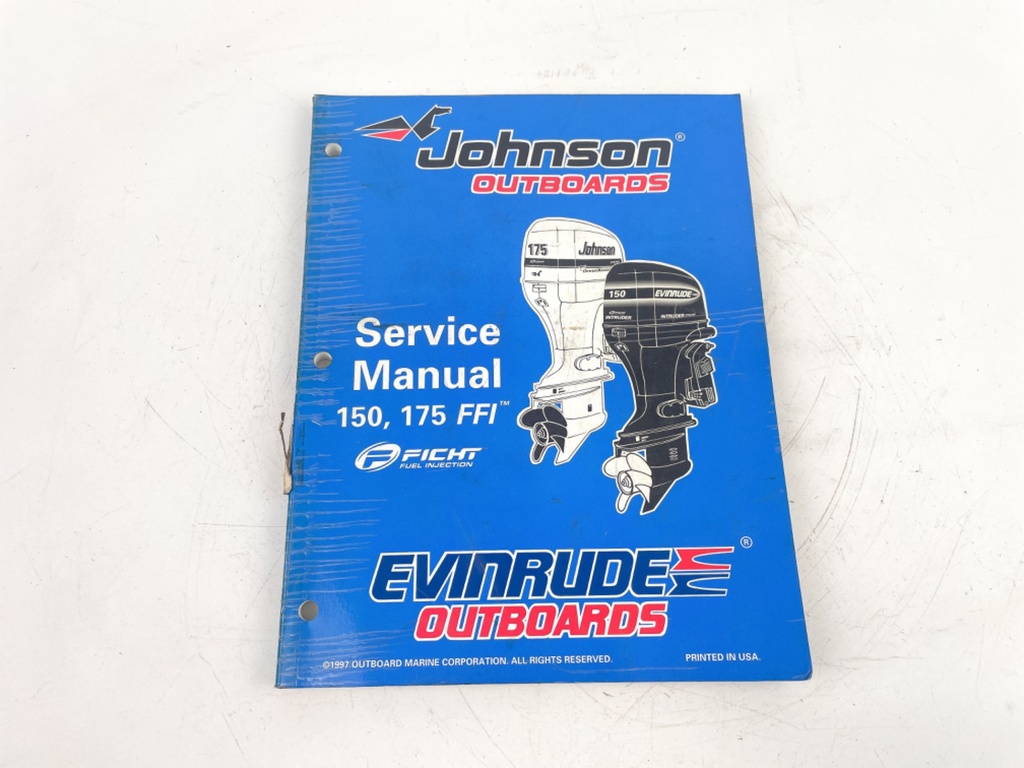 Johnson®
OUTBOARDS
175 Johnson
150 EVINRUDE
INTRUDER INTRUDER
Service
Manual
150, 175 FFI™
FICHT
FUEL INJECTION
EVINRUDE®
OUTBOARDS
©1997 OUTBOARD MARINE CORPORATION. ALL RIGHTS RESERVED.
PRINTED IN USA.